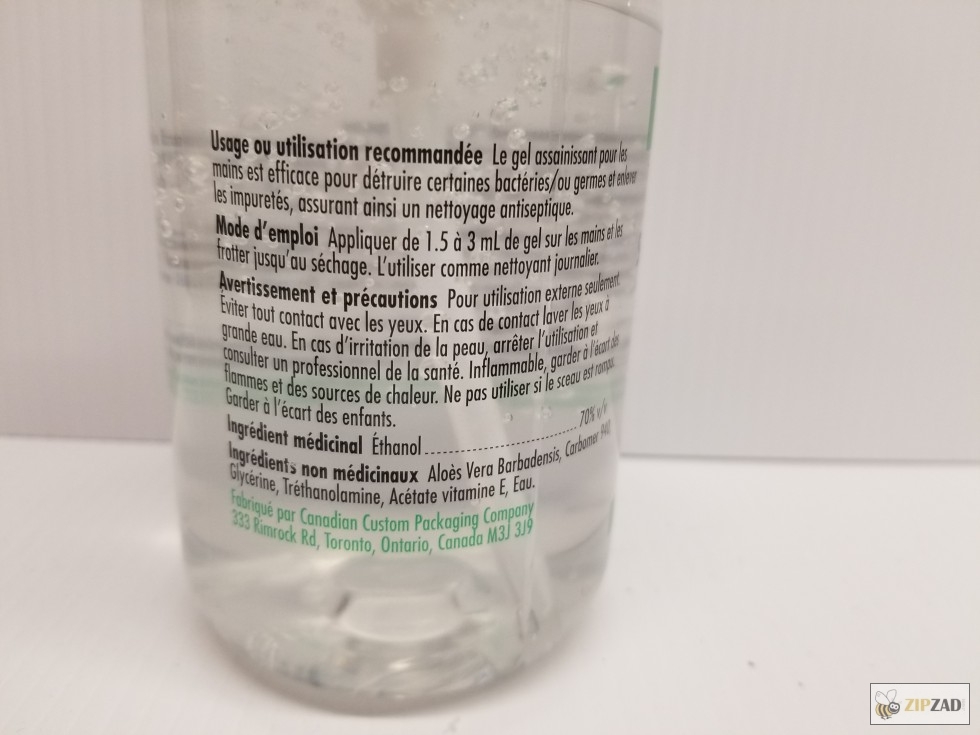 Usage ou utilisation recommandée Le gel assainissant pour les
mains est efficace pour détruire certaines bactéries/ou germes et enlever
les impuretés, assurant ainsi un nettoyage antiseptique.
Mode d'emploi Appliquer de 1.5 à 3 mL de gel sur les mains et les
frotter jusqu'au séchage. L'utiliser comme nettoyant journalier.
Avertissement et précautions Pour utilisation externe seulement.
Éviter tout contact avec les yeux. En cas de contact laver les yeux à
grande eau. En cas d'irritation de la peau, arrêter l'utilisation et
consulter un professionnel de la santé. Inflammable, garder à l'écart des
flammes et des sources de chaleur. Ne pas utiliser si le sceau est rompu.
Garder à l'écart des enfants.
Ingrédient médicinal Éthanol ........................ 70% v/v
Ingrédients non médicinaux Aloès Vera Barbadensis, Carbomer 940,
Glycérine, Tréthanolamine, Acétate vitamine E, Eau.
Fabriqué par Canadian Custom Packaging Company
333 Rimrock Rd, Toronto, Ontario, Canada M3J 3J9
ZIPZAD